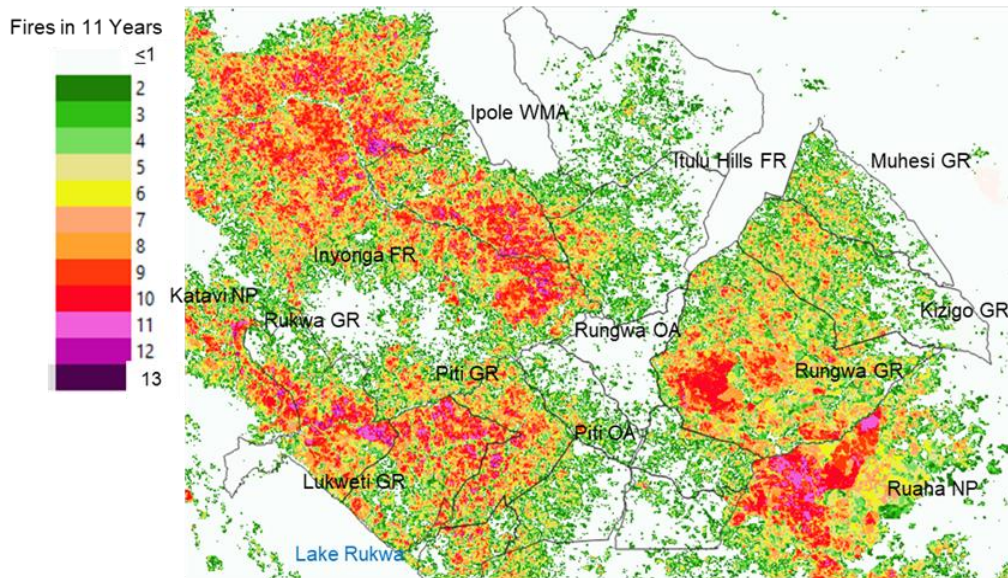 Fires in 11 Years
≤1
2
3
4
5
6
7
8
9
10
11
12
13
Ipole WMA
Itulu Hills FR
Muhesi GR
Inyonga FR
Katavi NP
Rukwa GR
Rungwa OA
Kizigo GR
Piti GR
Rungwa GR
Piti OA
Lukweti GR
Ruaha NP
Lake Rukwa